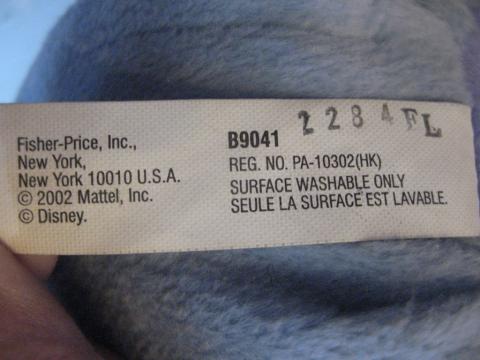 Fisher-Price, Inc.,
New York,
New York 10010 U.S.A.
© 2002 Mattel, Inc.
© Disney.
2284FL
B9041
REG. NO. PA-10302(HK)
SURFACE WASHABLE ONLY
SEULE LA SURFACE EST LAVABLE.